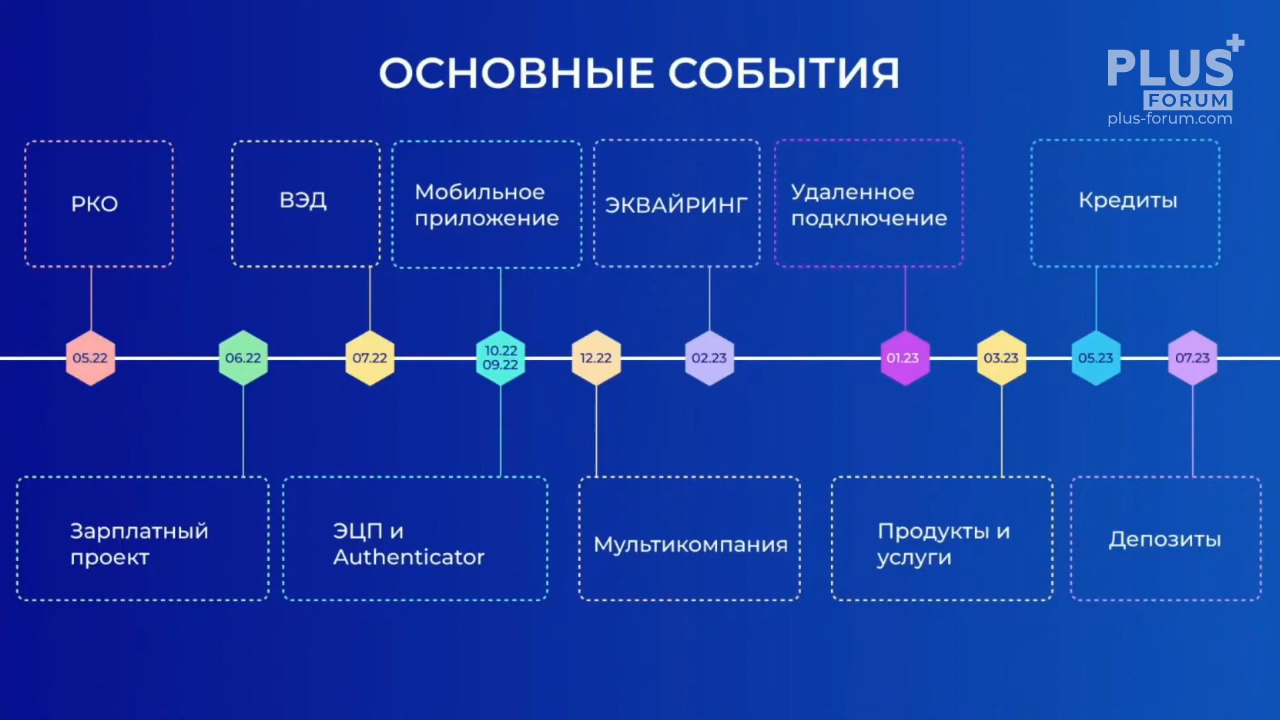 ОСНОВНЫЕ СОБЫТИЯ
PLUS+
FORUM
plus-forum.com
РКО
ВЭД
Мобильное
приложение
ЭКВАЙРИНГ
Удаленное
подключение
Кредиты
05.22
06.22
07.22
10.22
09.22
12.22
02.23
01.23
03.23
05.23
07.23
Зарплатный
проект
ЭЦП и
Authenticator
Мультикомпания
Продукты и
услуги
Депозиты